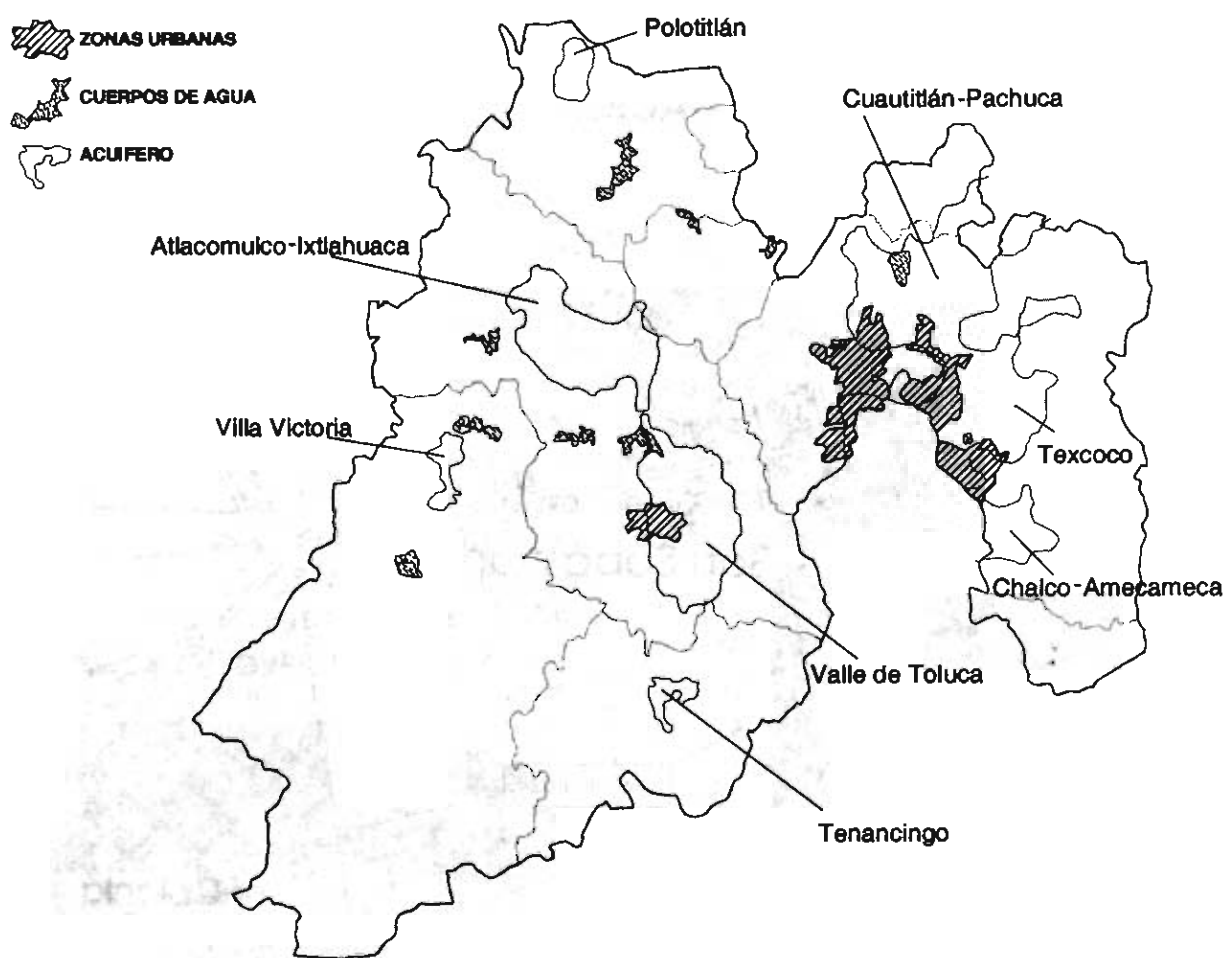 ZONAS URBANAS
CUERPOS DE AGUA
ACUIFERO
Polotitlán
Cuautitlán-Pachuca
Atlacomulco-Ixtlahuaca
Villa Victoria
Texcoco
Chalco-Amecameca
Valle de Toluca
Tenancingo